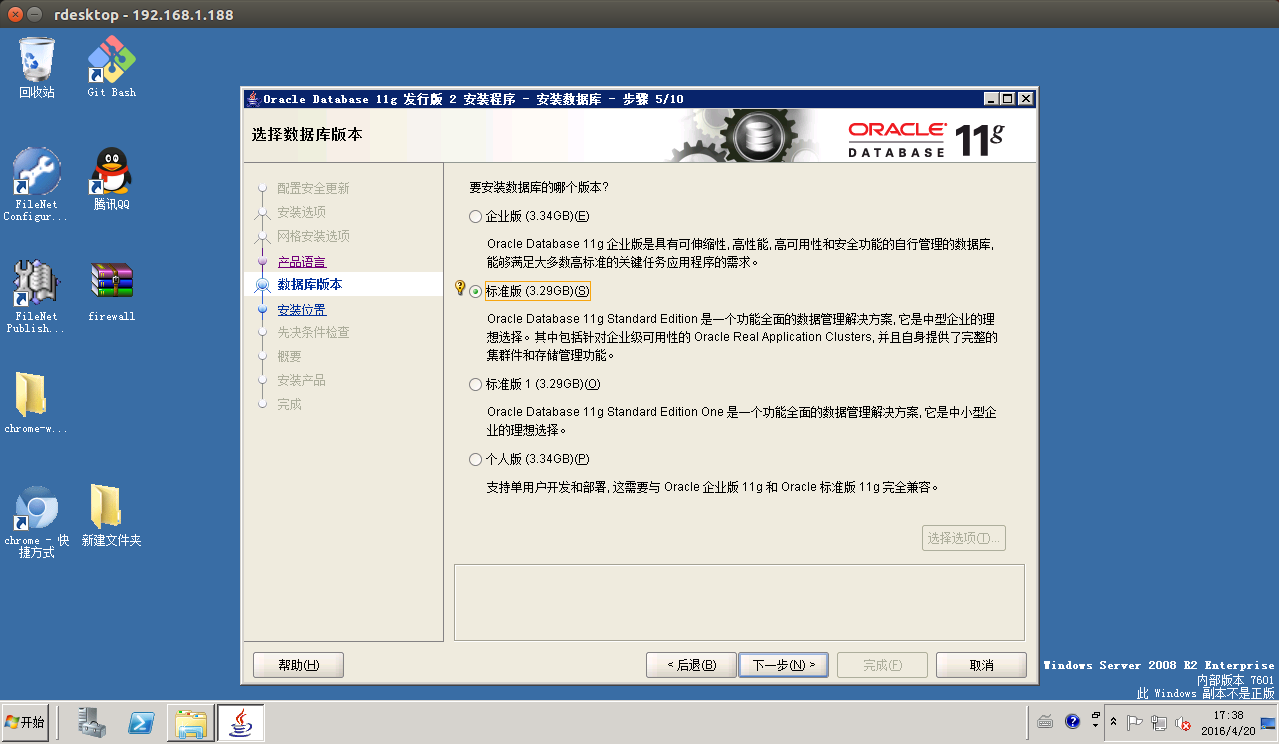 rdesktop - 192.168.1.188
回收站
Git Bash
FileNet
Configur...
腾讯QQ
FileNet
Publish...
firewall
chrome-w...
chrome - 快
捷方式
新建文件夹
Oracle Database 11g 发行版 2 安装程序 - 安装数据库 - 步骤 5/10
选择数据库版本
ORACLE
DATABASE
11g
配置安全更新
安装选项
网格安装选项
产品语言
数据库版本
安装位置
先决条件检查
概要
安装产品
完成
要安装数据库的哪个版本?
企业版 (3.34GB)(E)
Oracle Database 11g 企业版是具有可伸缩性, 高性能, 高可用性和安全功能的自行管理的数据库,
能够满足大多数高标准的关键任务应用程序的需求。
标准版 (3.29GB)(S)
Oracle Database 11g Standard Edition 是一个功能全面的数据管理解决方案, 它是中型企业的理
想选择。其中包括针对企业级可用性的 Oracle Real Application Clusters, 并且自身提供了完整的
集群件和存储管理功能。
标准版 1 (3.29GB)(O)
Oracle Database 11g Standard Edition One 是一个功能全面的数据管理解决方案, 它是中小型企
业的理想选择。
个人版 (3.34GB)(P)
支持单用户开发和部署, 这需要与 Oracle 企业版 11g 和 Oracle 标准版 11g 完全兼容。
选择选项(T)...
帮助(H)
< 后退(B)
下一步(N) >
完成(F)
取消
Windows Server 2008 R2 Enterprise
内部版本 7601
此 Windows 副本不是正版
开始
17:38
2016/4/20